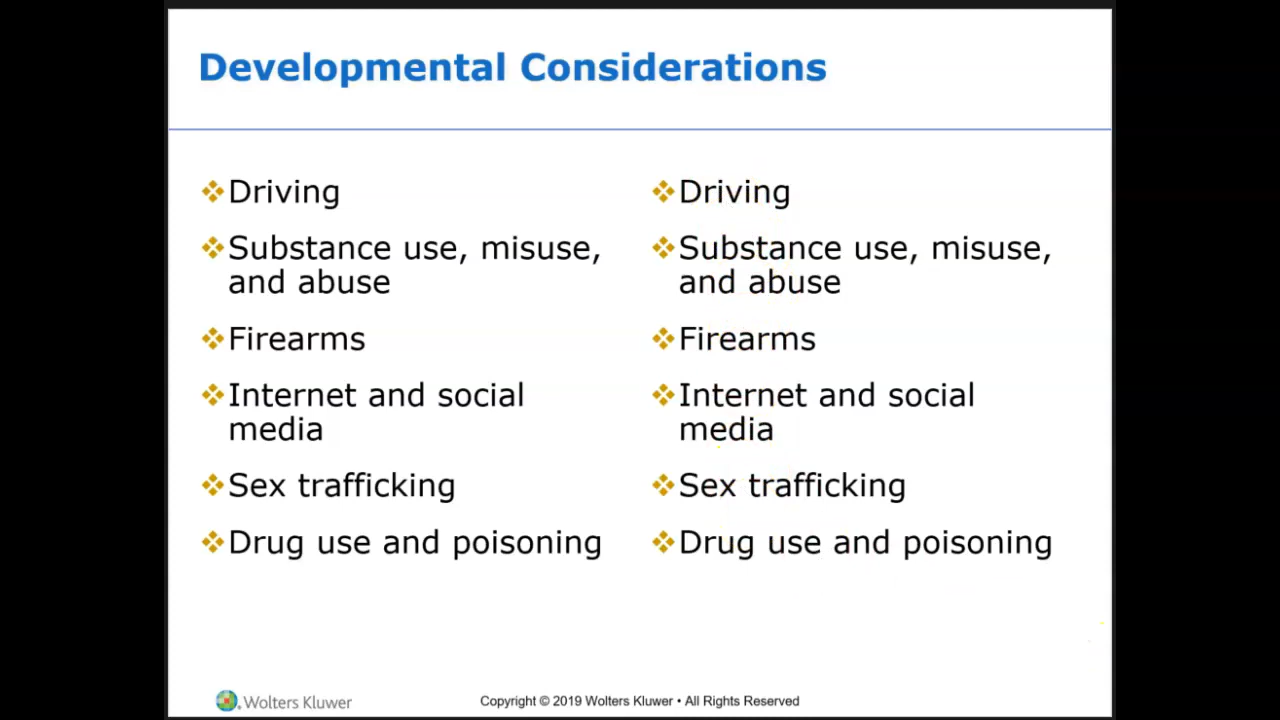 Developmental Considerations
Driving
Substance use, misuse,
and abuse
Firearms
Internet and social
media
Sex trafficking
Drug use and poisoning
Driving
Substance use, misuse,
and abuse
Firearms
Internet and social
media
Sex trafficking
Drug use and poisoning
Wolters Kluwer
Copyright © 2019 Wolters Kluwer • All Rights Reserved